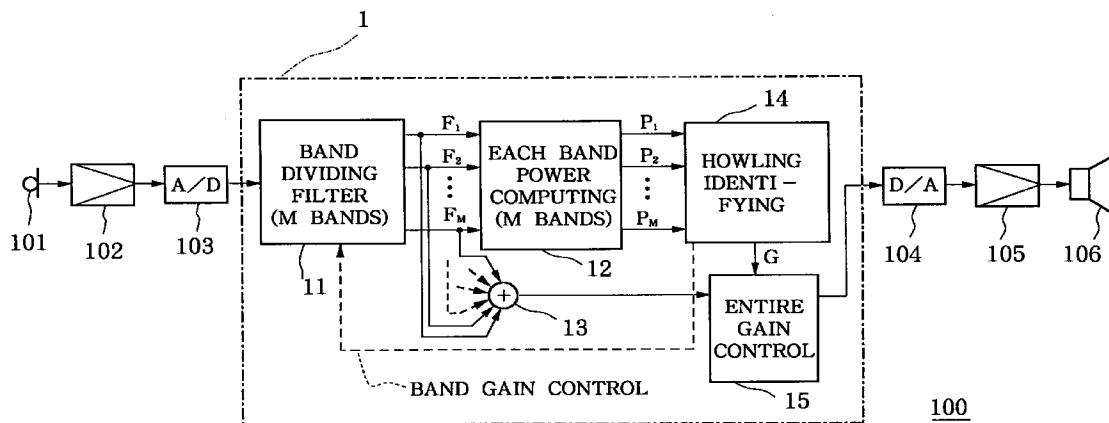 1
14
F1
P1
BAND
DIVIDING
FILTER
(M BANDS)
EACH BAND
POWER
COMPUTING
(M BANDS)
HOWLING
IDENTI-
FYING
F2
P2
A/D
D/A
FM
PM
101
102
103
11
12
G
104
105
106
+
13
ENTIRE
GAIN
CONTROL
BAND GAIN CONTROL
15
100